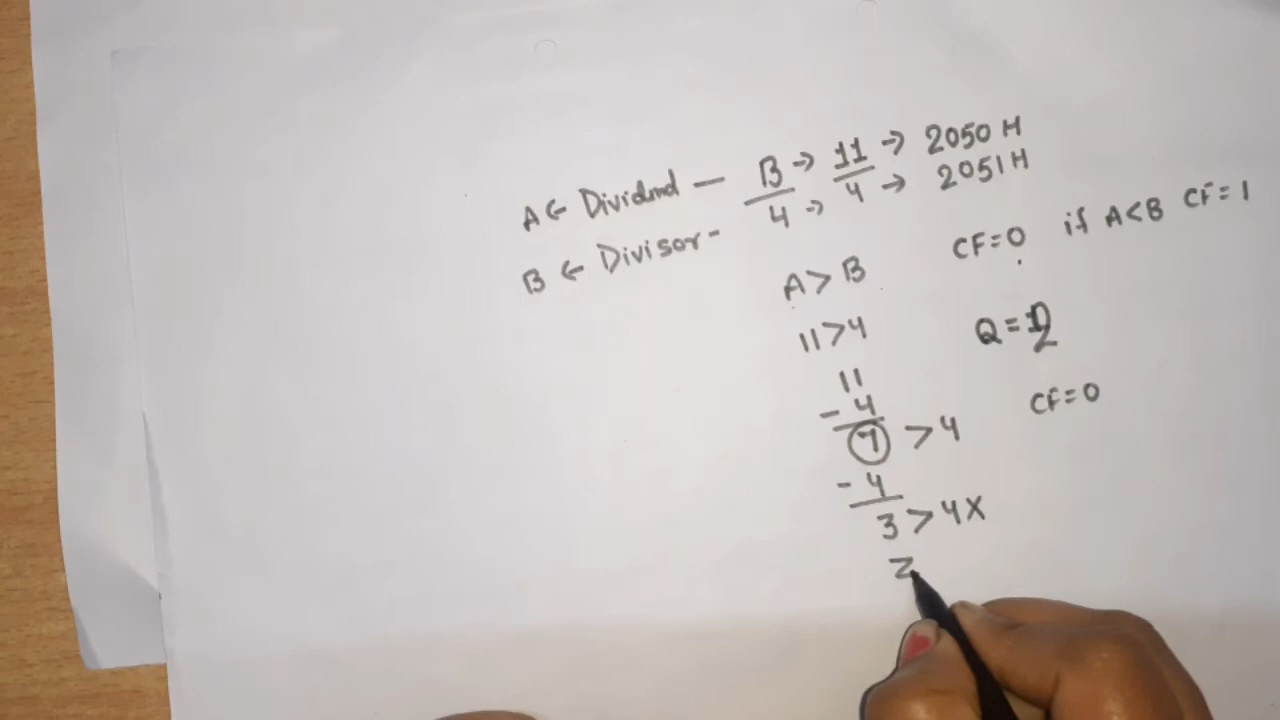 A ← Dividend — B → 11 → 2050 H
B ← Divisor - 4 → 4 → 2051 H
A > B CF=0 if A<B CF=1
11>4 Q=2
11
- 4
7 > 4 CF=0
- 4
3 > 4 X